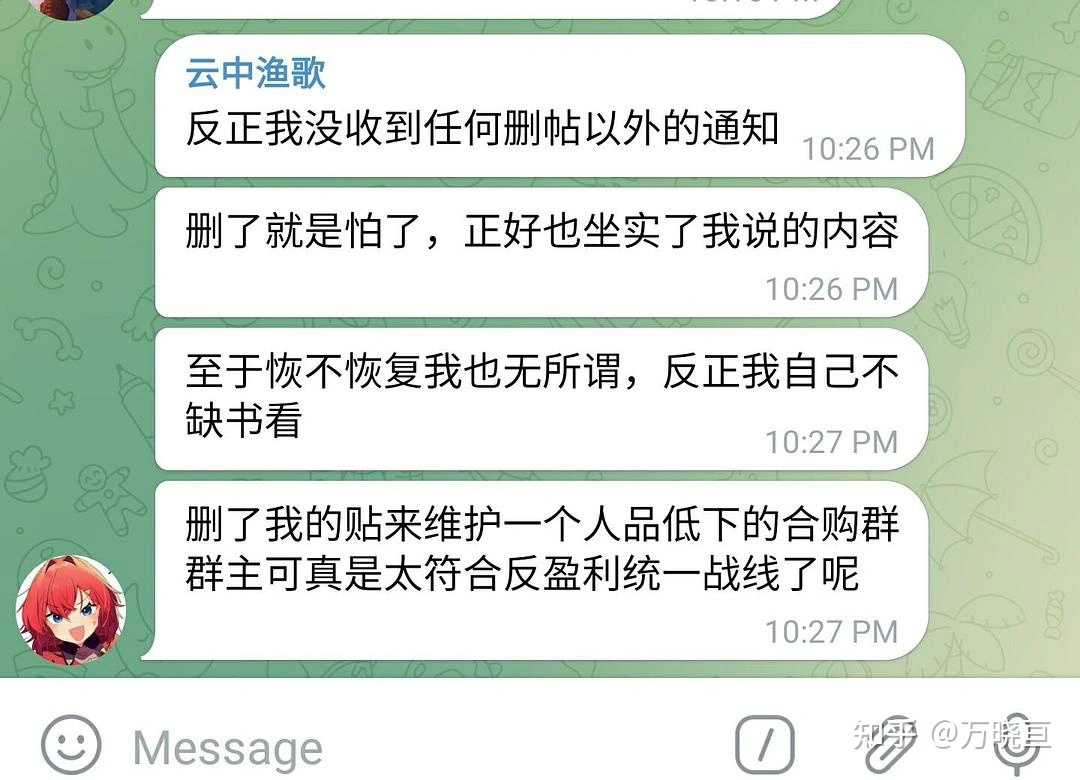 云中渔歌
反正我没收到任何删帖以外的通知
10:26 PM
删了就是怕了，正好也坐实了我说的内容
10:26 PM
至于恢不恢复我也无所谓，反正我自己不
缺书看
10:27 PM
删了我的贴来维护一个人品低下的合购群
群主可真是太符合反盈利统一战线了呢
10:27 PM
Message
知乎 @万晓亘